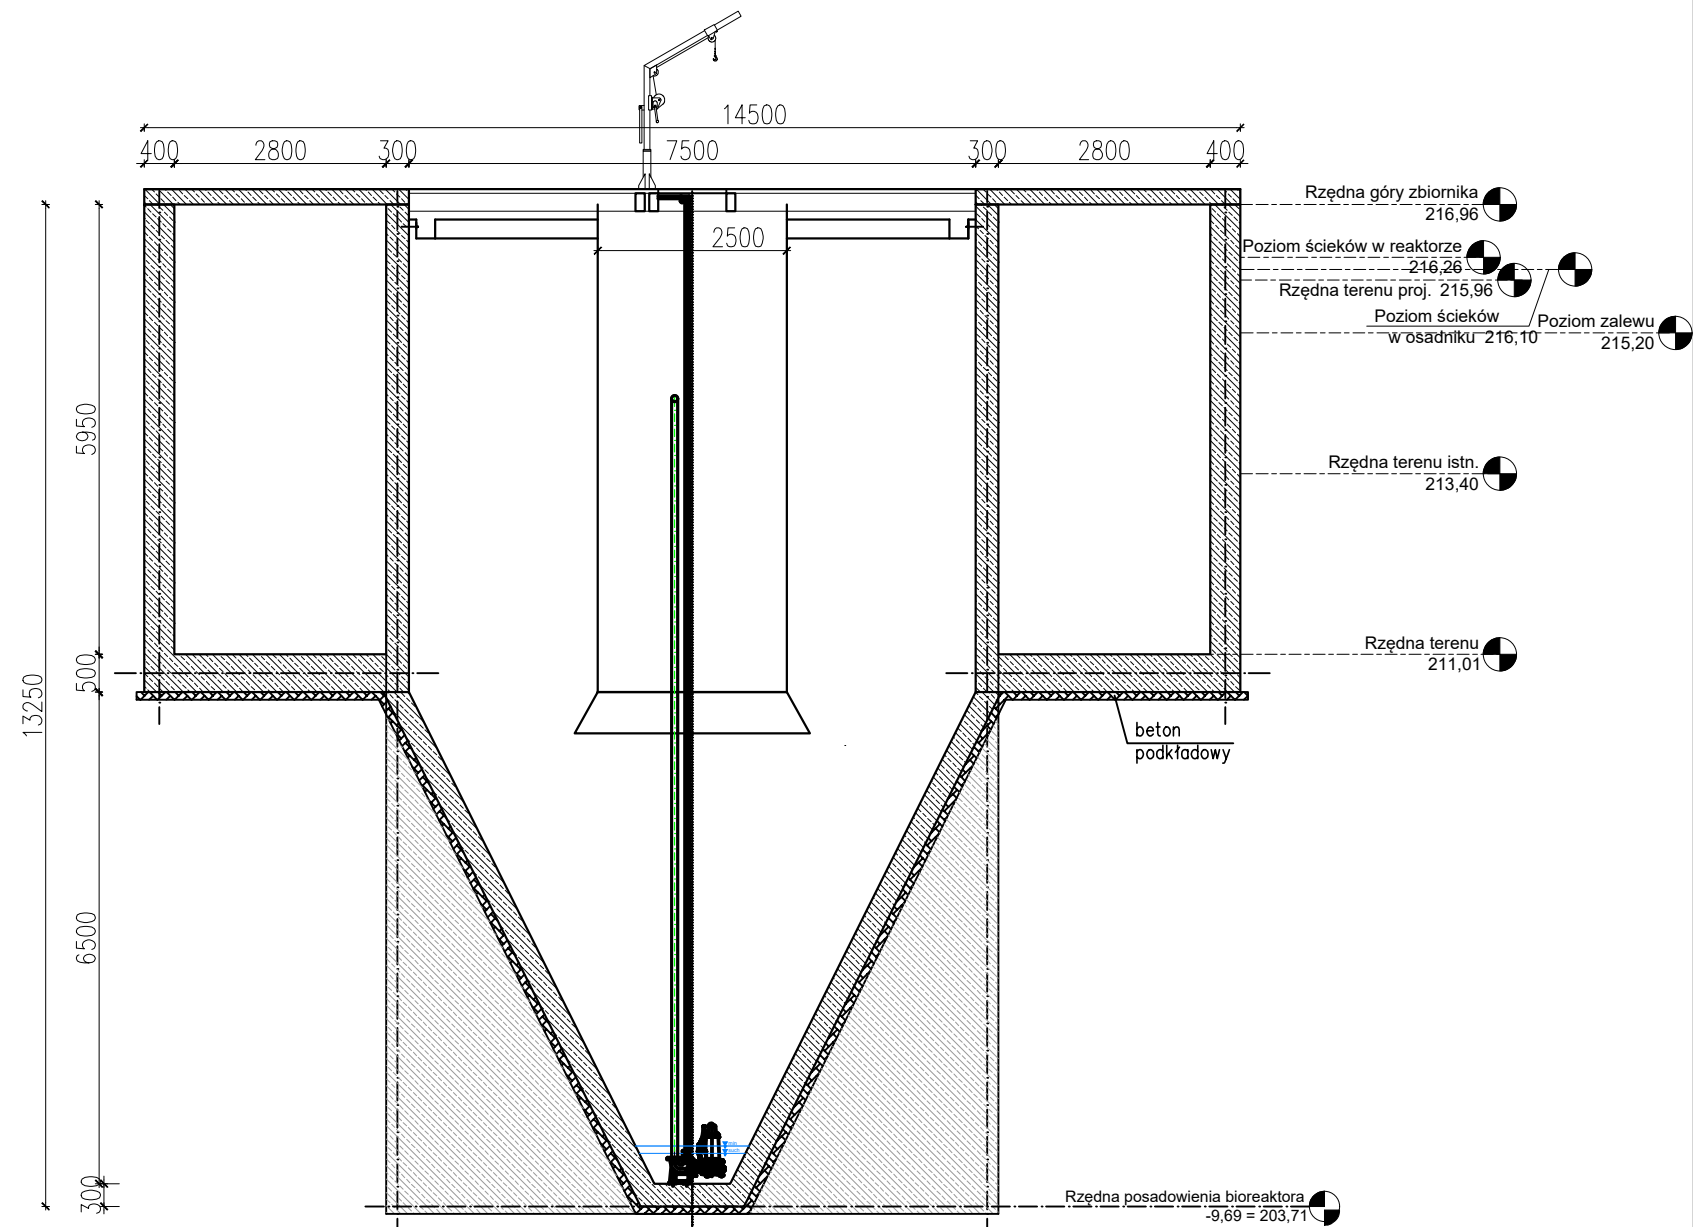 14500
400 2800 300 7500 300 2800 400
Rzędna góry zbiornika
216,96
2500
Poziom ścieków w reaktorze
216,26
Rzędna terenu proj. 215,96
Poziom ścieków
w osadniku 216,10
Poziom zalewu
215,20
5950
Rzędna terenu istn.
213,40
Rzędna terenu
211,01
500
13250
beton
podkładowy
6500
min
such
300
Rzędna posadowienia bioreaktora
-9,69 = 203,71